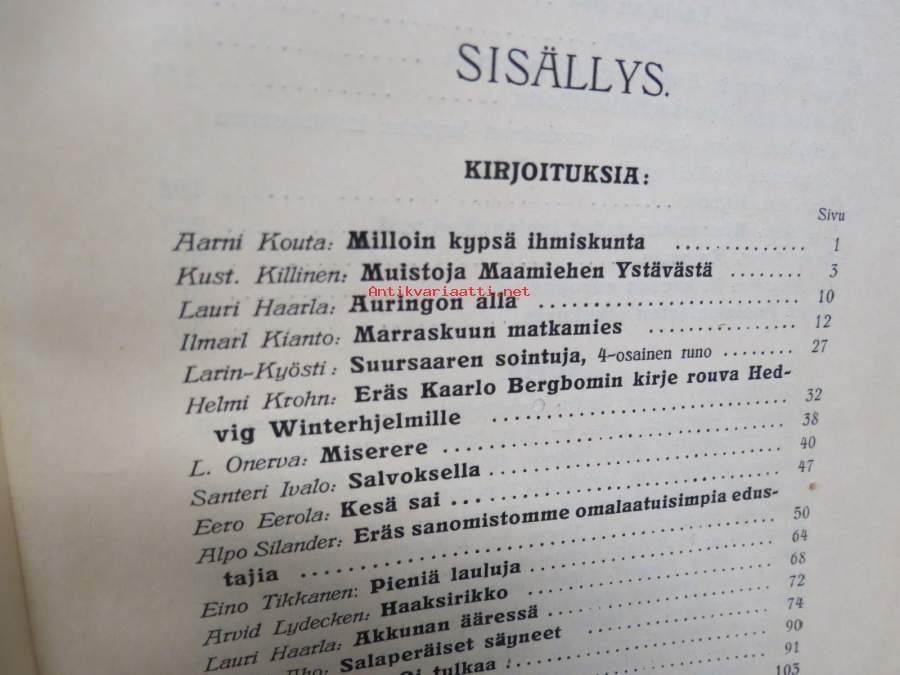 SISÄLLYS.
KIRJOITUKSIA:
Sivu
Aarni Kouta: Milloin kypsä ihmiskunta .............. 1
Kust. Killinen: Muistoja Maamiehen Ystävästä ........ 3
Antikvariaatti.net
Lauri Haarla: Auringon alla ........................ 10
Ilmarl Kianto: Marraskuun matkamies ............ 12
Larin-Kyösti: Suursaaren sointuja, 4-osainen runo ........ 27
Helmi Krohn: Eräs Kaarlo Bergbomin kirje rouva Hed-
vig Winterhjelmille ........................ 32
L. Onerva: Miserere ........................ 38
Santeri Ivalo: Salvoksella ........................ 40
Eero Eerola: Kesä sai ........................ 47
Alpo Silander: Eräs sanomistomme omalaatuisimpia edus-
tajia ........................ 50
Eino Tikkanen: Pieniä lauluja ........................ 64
Arvid Lydecken: Haaksirikko ........................ 68
Lauri Haarla: Akkunan ääressä ........................ 72
Salaperäiset säyneet ........................ 74
tulkaa 90
91
103